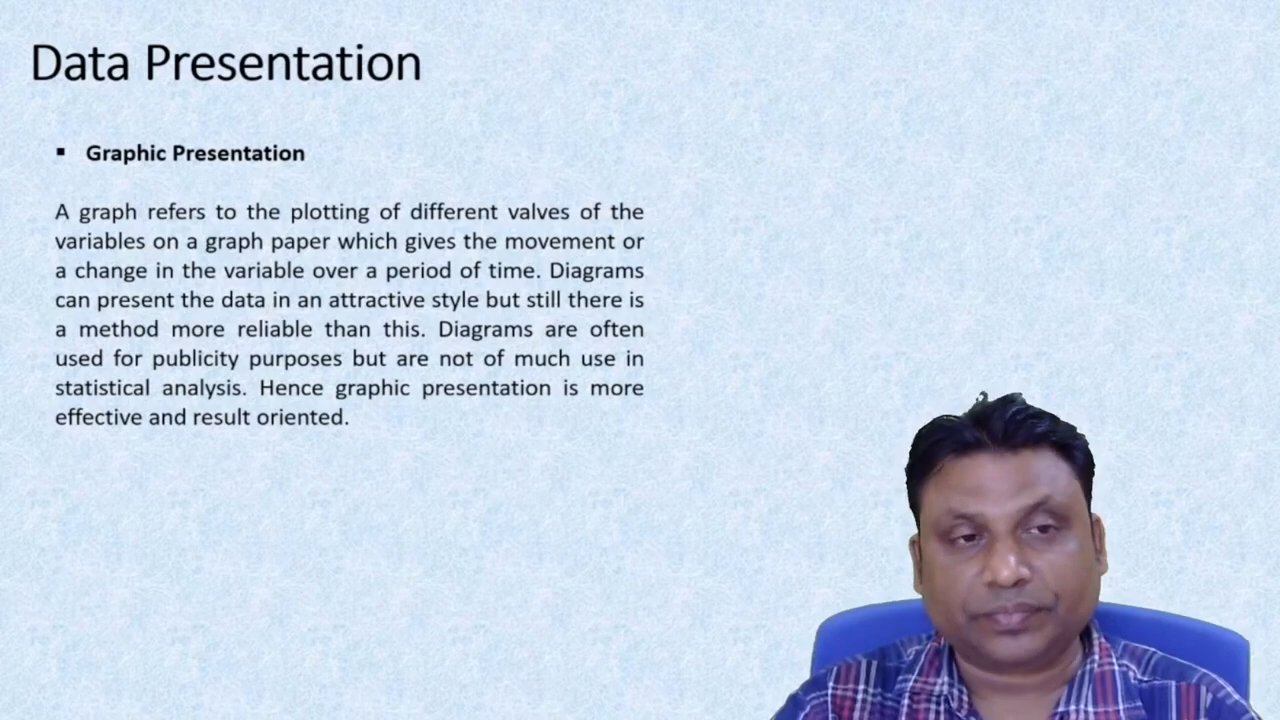 Data Presentation
▪ Graphic Presentation
A graph refers to the plotting of different valves of the
variables on a graph paper which gives the movement or
a change in the variable over a period of time. Diagrams
can present the data in an attractive style but still there is
a method more reliable than this. Diagrams are often
used for publicity purposes but are not of much use in
statistical analysis. Hence graphic presentation is more
effective and result oriented.